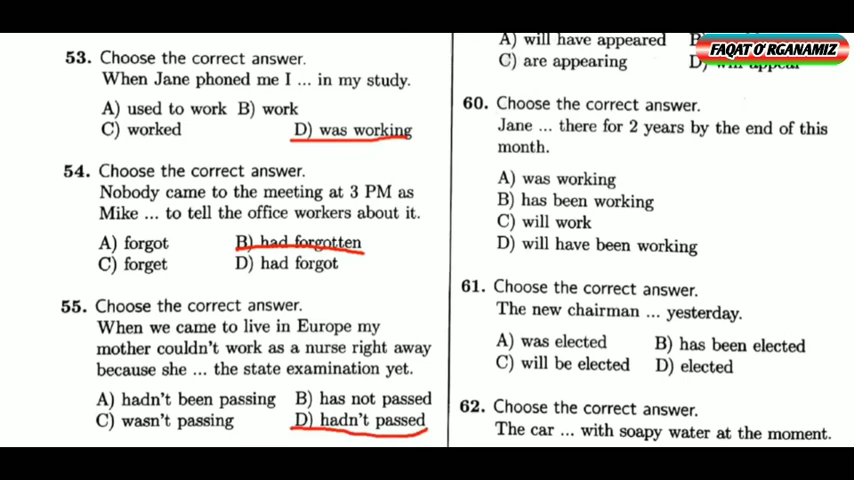 53. Choose the correct answer.
When Jane phoned me I ... in my study.
A) used to work B) work
C) worked D) was working
54. Choose the correct answer.
Nobody came to the meeting at 3 PM as
Mike ... to tell the office workers about it.
A) forgot B) had forgotten
C) forget D) had forgot
55. Choose the correct answer.
When we came to live in Europe my
mother couldn't work as a nurse right away
because she ... the state examination yet.
A) hadn't been passing B) has not passed
C) wasn't passing D) hadn't passed
A) will have appeared B)
C) are appearing D) will appear
FAQAT O'RGANAMIZ
60. Choose the correct answer.
Jane ... there for 2 years by the end of this
month.
A) was working
B) has been working
C) will work
D) will have been working
61. Choose the correct answer.
The new chairman ... yesterday.
A) was elected B) has been elected
C) will be elected D) elected
62. Choose the correct answer.
The car ... with soapy water at the moment.